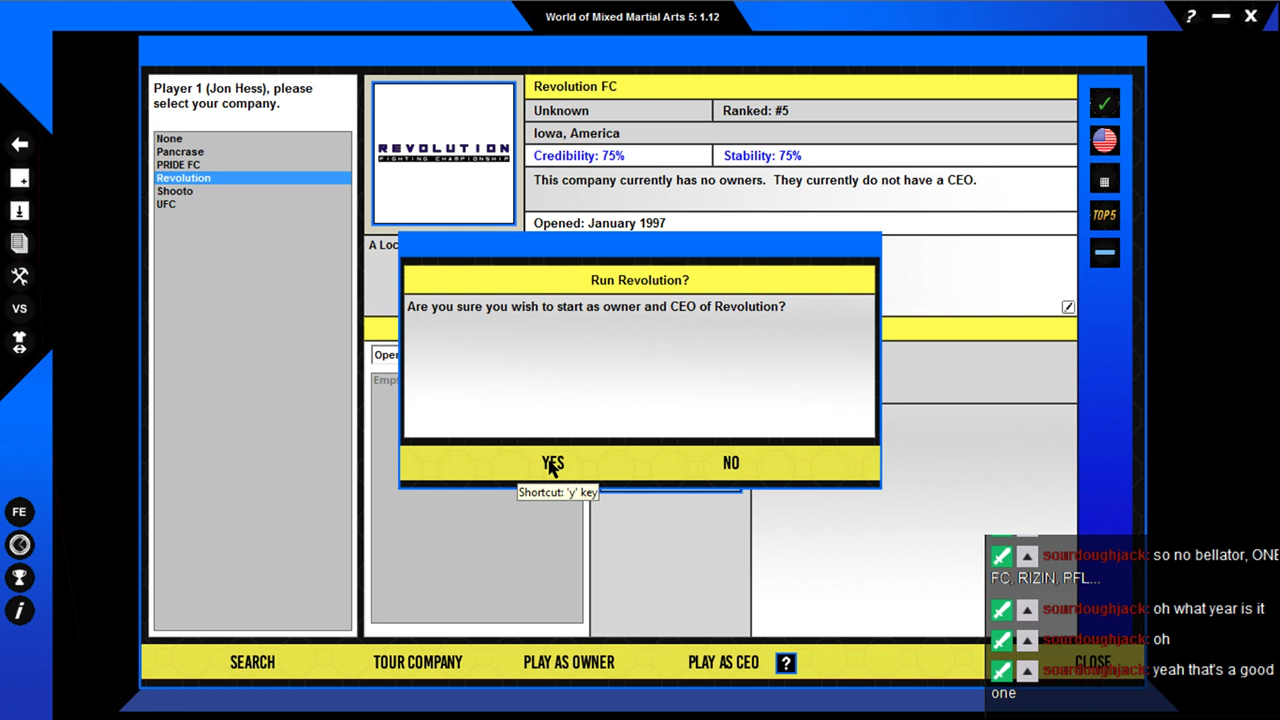 World of Mixed Martial Arts 5: 1.12
?
X
Player 1 (Jon Hess), please
select your company.
None
Pancrase
PRIDE FC
Revolution
Shooto
UFC
REVOLUTION
FIGHTING CHAMPIONSHIP
Revolution FC
Unknown
Ranked: #5
Iowa, America
Credibility: 75%
Stability: 75%
This company currently has no owners. They currently do not have a CEO.
Opened: January 1997
A Loc
Run Revolution?
Are you sure you wish to start as owner and CEO of Revolution?
YES
NO
Shortcut: 'y' key
Oper
Empt
TOP5
VS
FE
i
SEARCH
TOUR COMPANY
PLAY AS OWNER
PLAY AS CEO
?
CLOSE
sourdoughjack: so no bellator, ONE
FC, RIZIN, PFL...
sourdoughjack: oh what year is it
sourdoughjack: oh
sourdoughjack: yeah that's a good
one